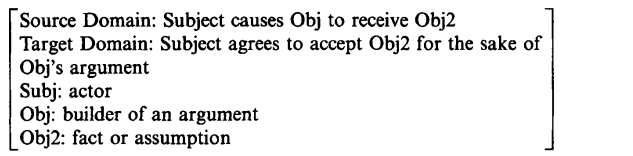 Source Domain: Subject causes Obj to receive Obj2
Target Domain: Subject agrees to accept Obj2 for the sake of
Obj's argument
Subj: actor
Obj: builder of an argument
Obj2: fact or assumption